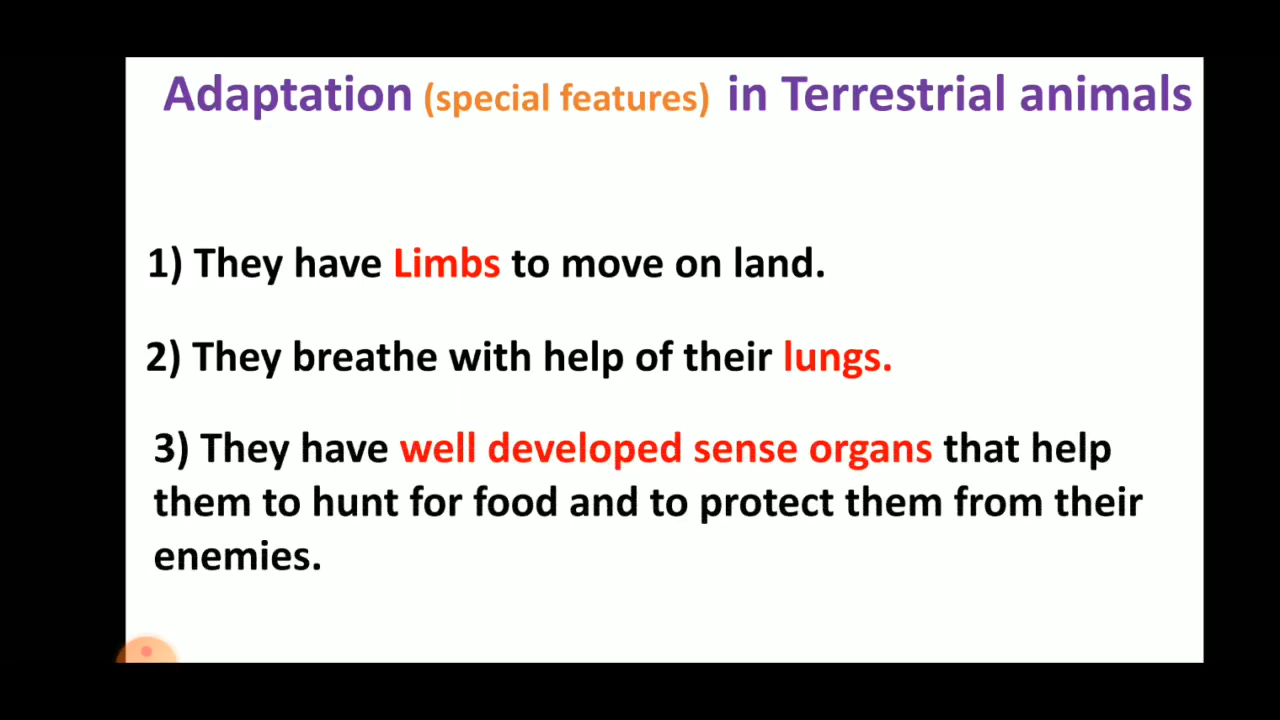 Adaptation (special features) in Terrestrial animals
1) They have Limbs to move on land.
2) They breathe with help of their lungs.
3) They have well developed sense organs that help
them to hunt for food and to protect them from their
enemies.